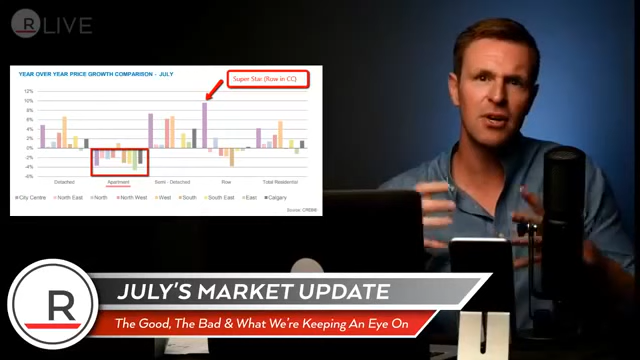 R LIVE
YEAR OVER YEAR PRICE GROWTH COMPARISON - JULY
Super Star (Row in CC)
12%
10%
8%
6%
4%
2%
0%
-2%
-4%
-6%
Detached Apartment Semi - Detached Row Total Residential
City Centre North East North North West West South South East East Calgary
Source: CREB®
R
JULY'S MARKET UPDATE
The Good, The Bad & What We're Keeping An Eye On